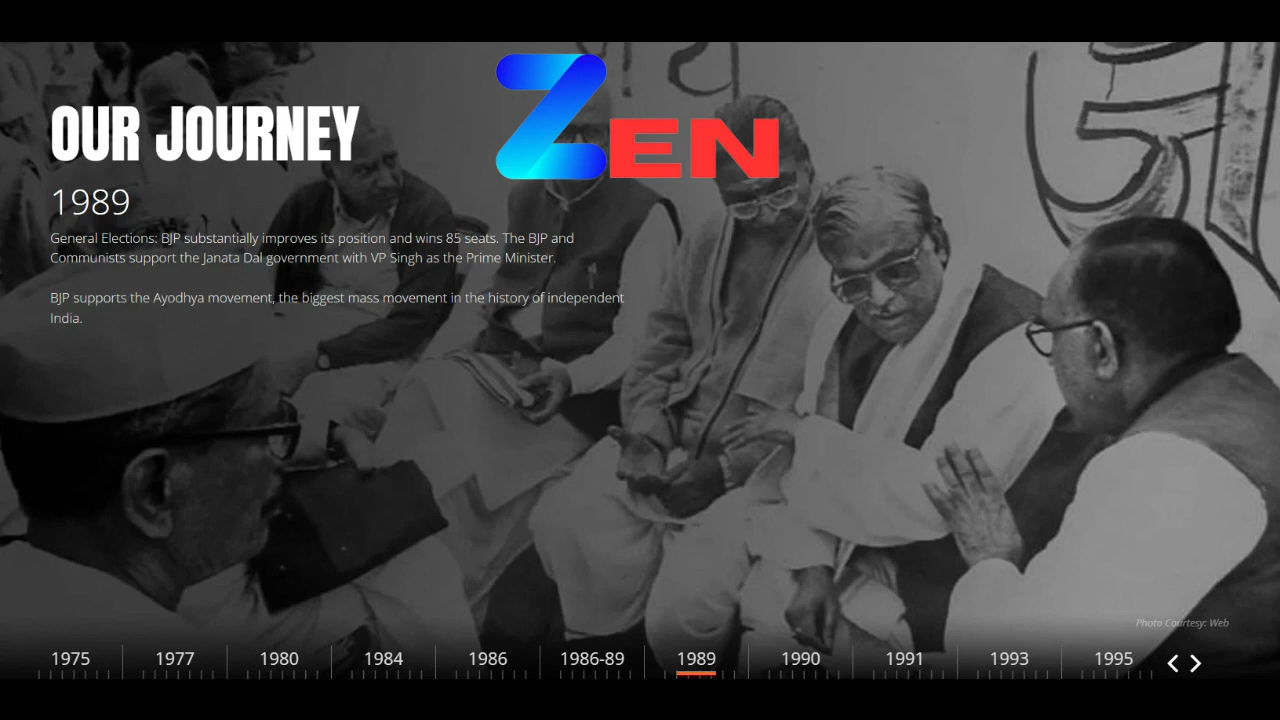 OUR JOURNEY
ZEN
1989
General Elections: BJP substantially improves its position and wins 85 seats. The BJP and
Communists support the Janata Dal government with VP Singh as the Prime Minister.
BJP supports the Ayodhya movement, the biggest mass movement in the history of independent
India.
Photo Courtesy: Web
1975 1977 1980 1984 1986 1986-89 1989 1990 1991 1993 1995